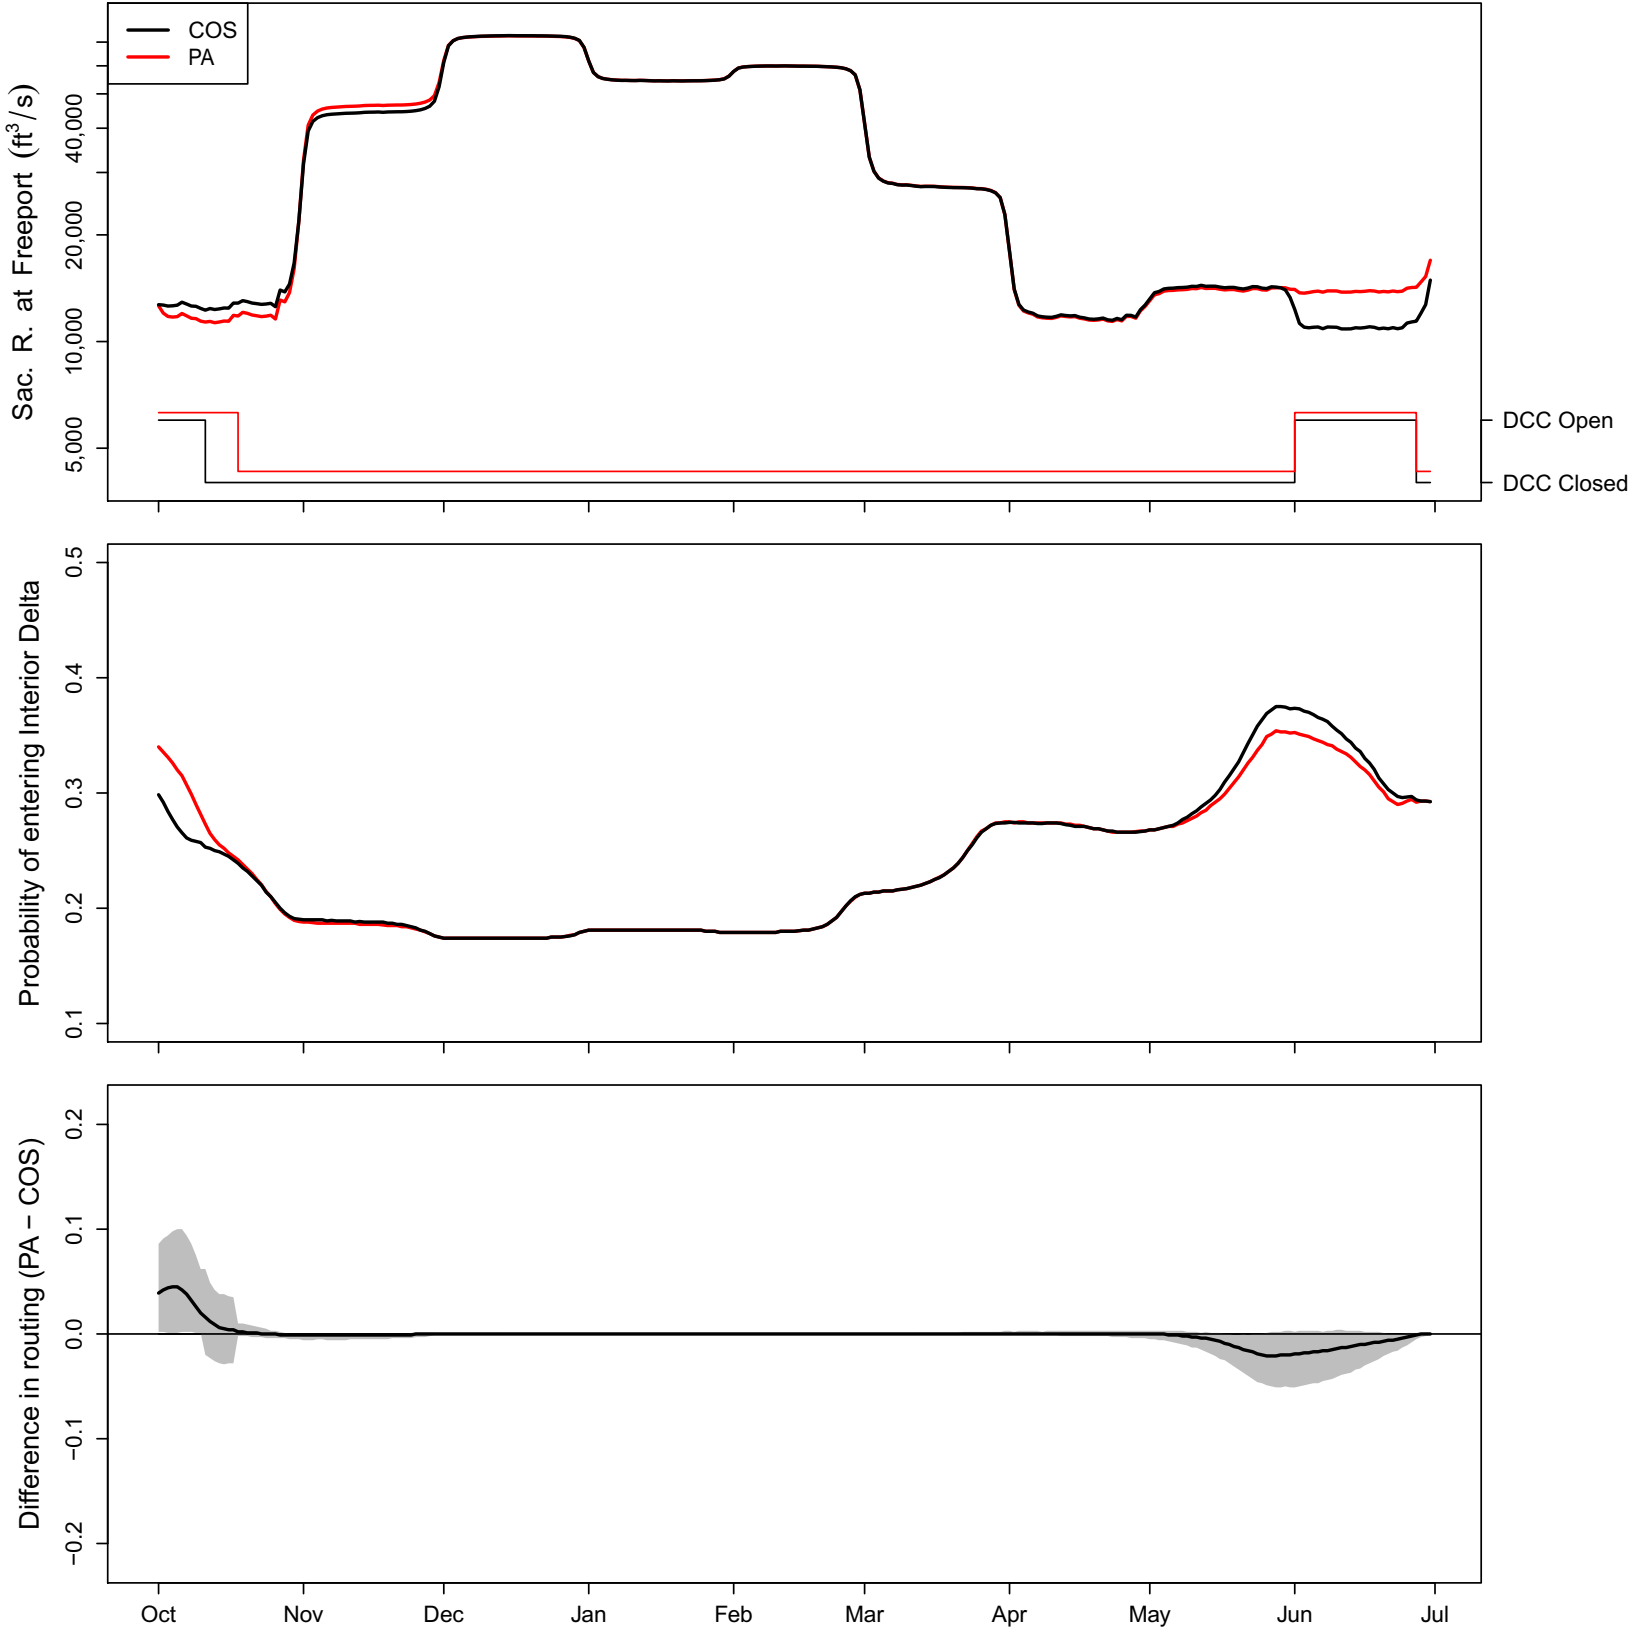 COS
PA
Sac. R. at Freeport (ft³/s)
40,000
20,000
10,000
5,000
DCC Open
DCC Closed
Probability of entering Interior Delta
0.5
0.4
0.3
0.2
0.1
Difference in routing (PA − COS)
0.2
0.1
0.0
−0.1
−0.2
Oct Nov Dec Jan Feb Mar Apr May Jun Jul